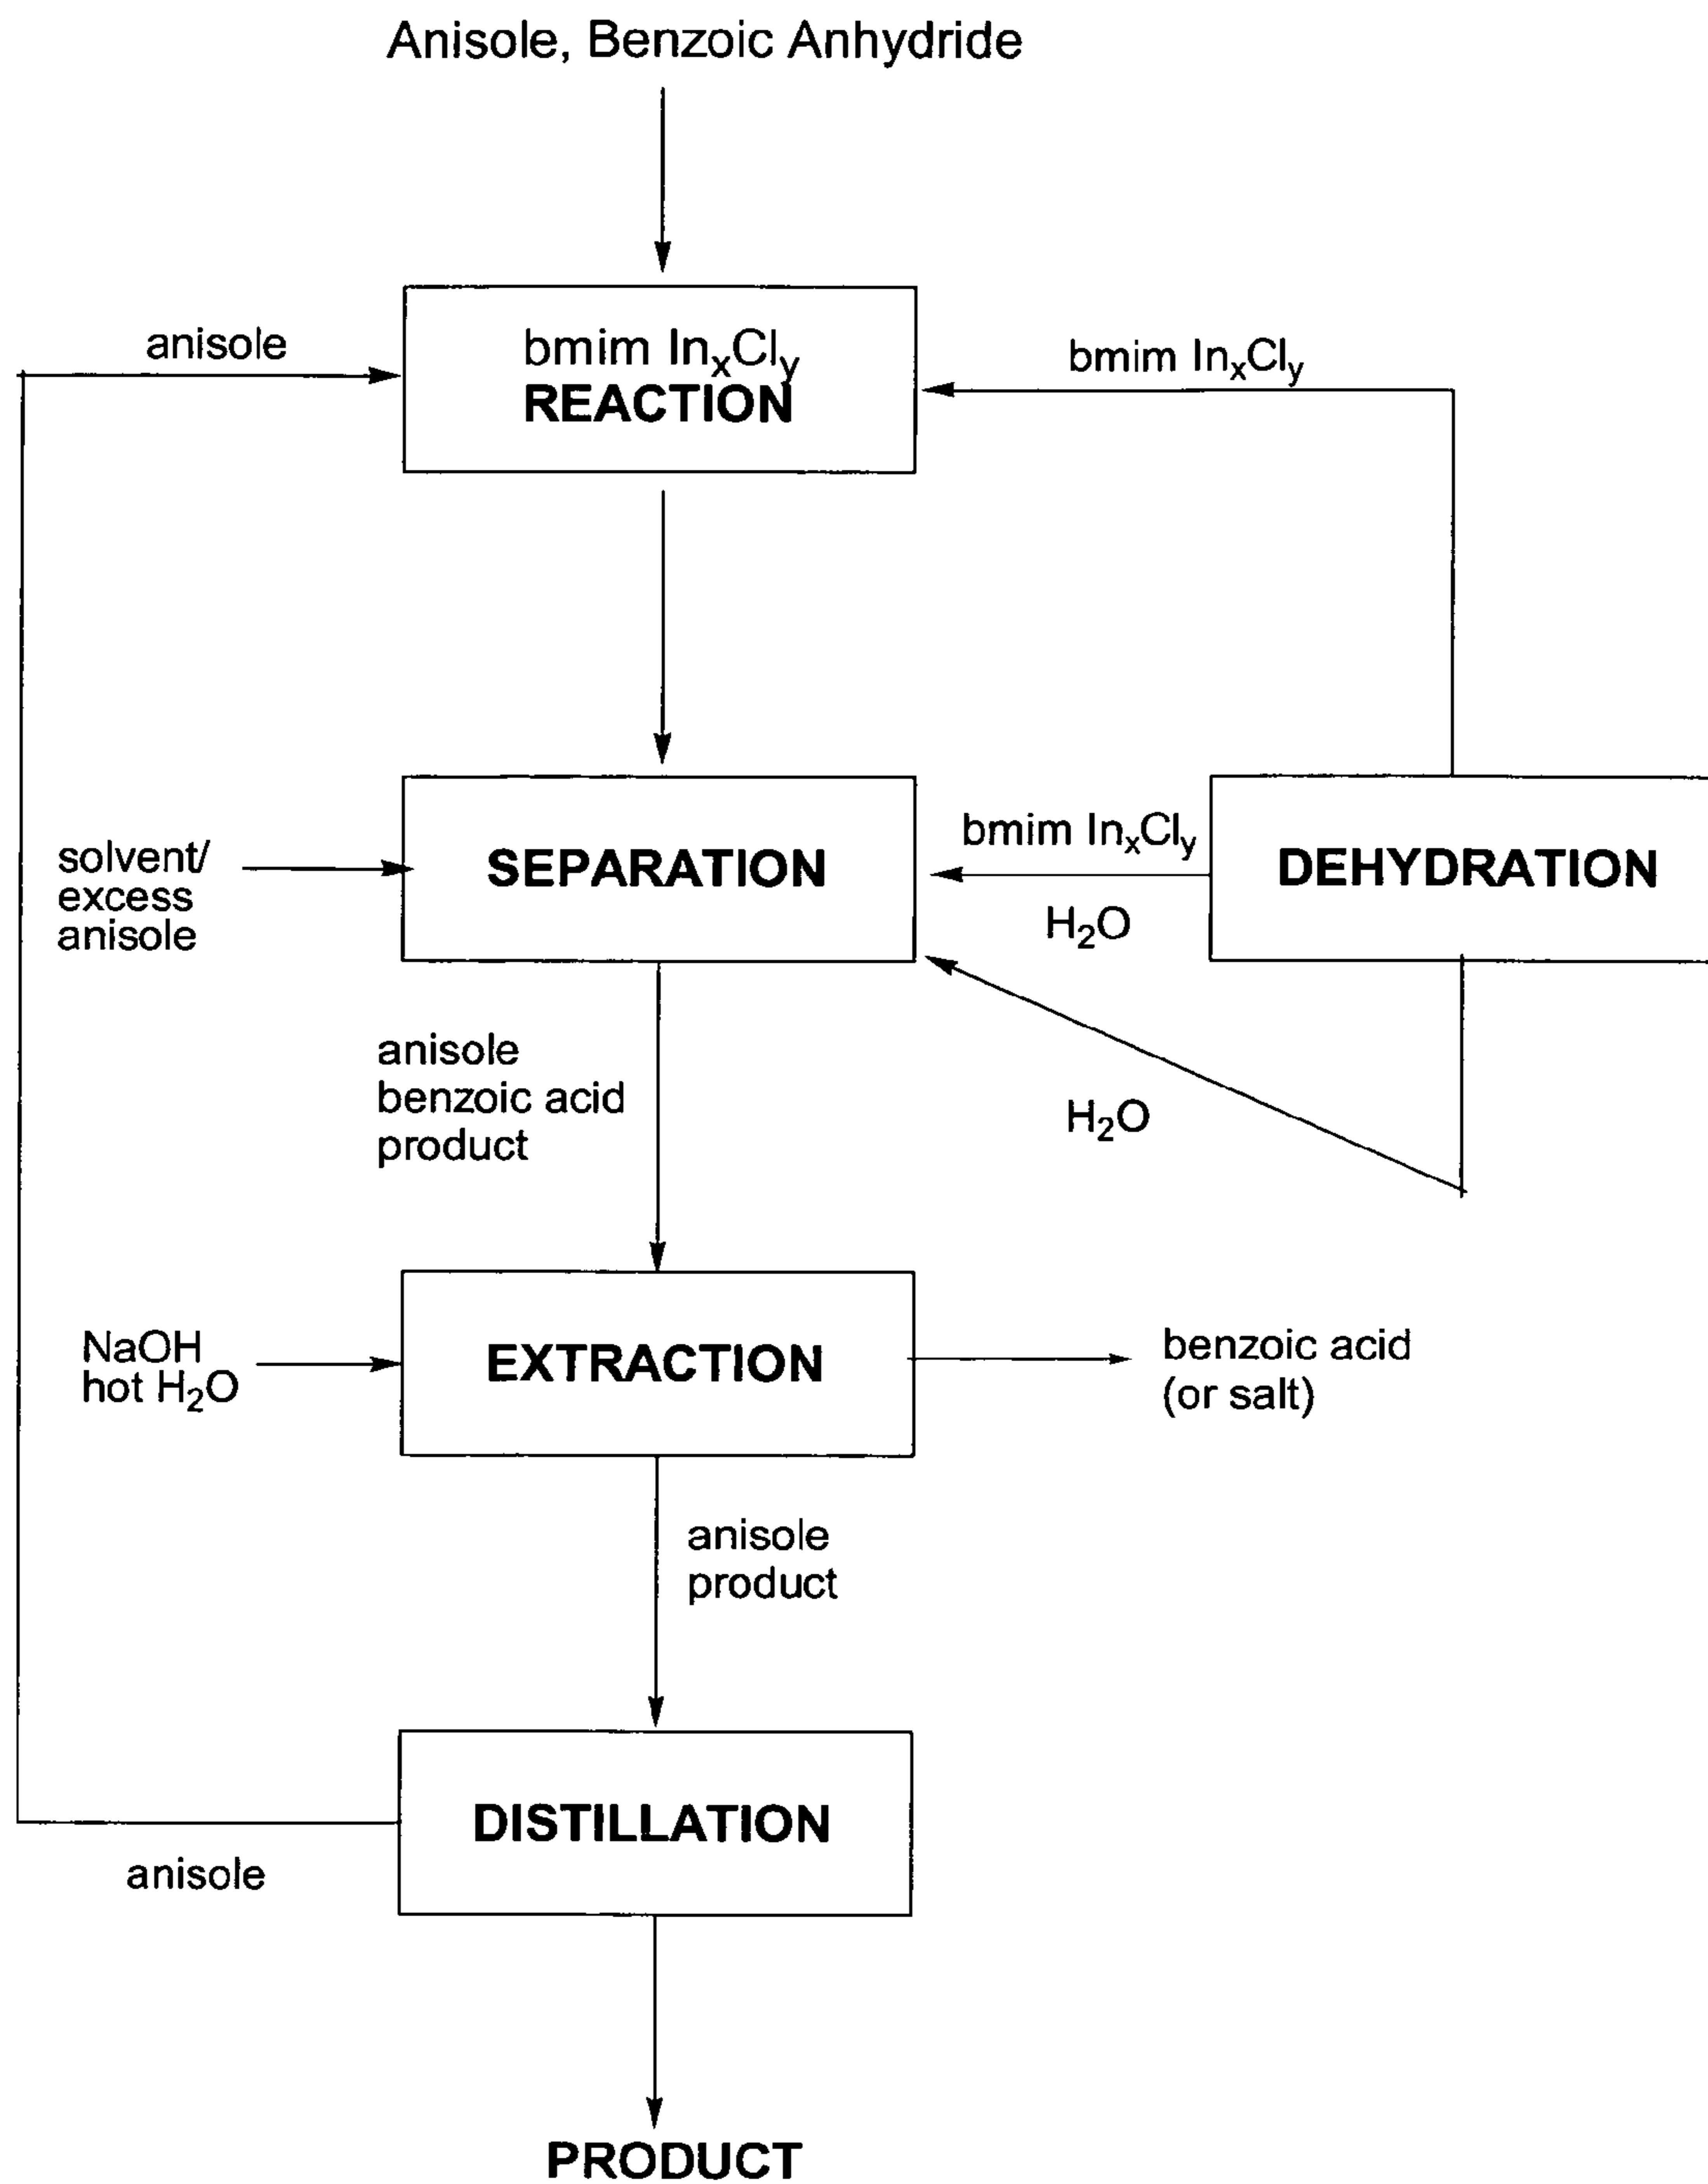 Anisole, Benzoic Anhydride
anisole
bmim InxCly
REACTION
bmim InxCly
solvent/
excess
anisole
SEPARATION
bmim InxCly
H2O
DEHYDRATION
anisole
benzoic acid
product
H2O
NaOH
hot H2O
EXTRACTION
benzoic acid
(or salt)
anisole
product
DISTILLATION
anisole
PRODUCT